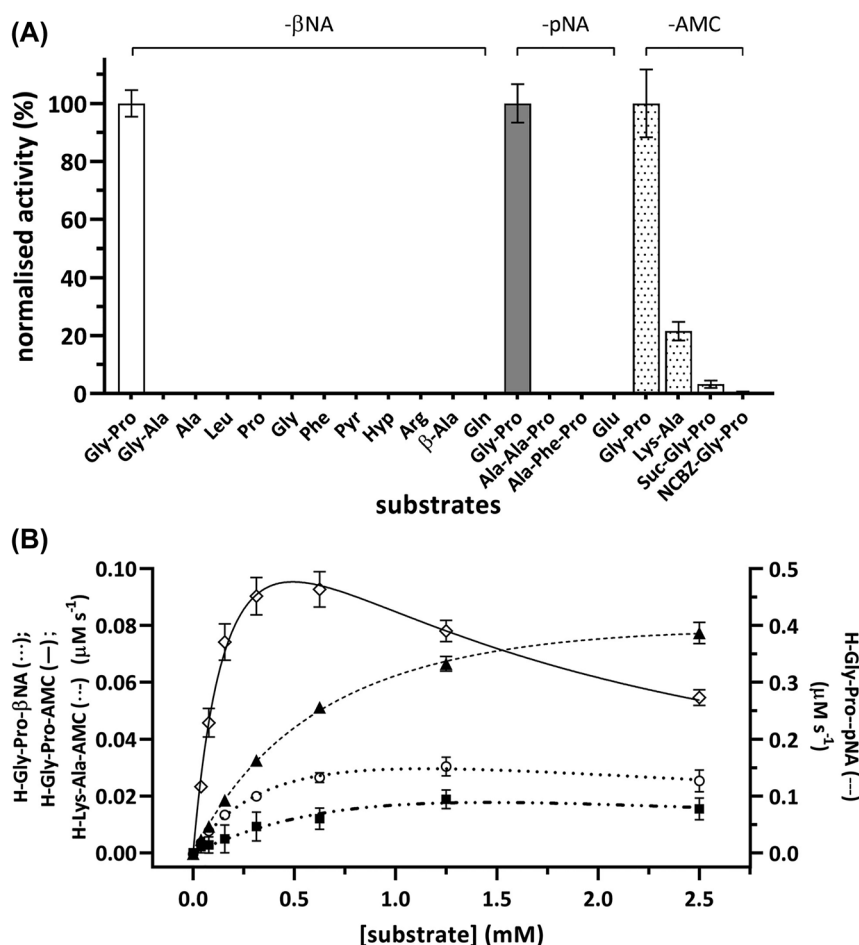 (A)
-βNA
-pNA
-AMC
normalised activity (%)
100
80
60
40
20
0
Gly-Pro
Gly-Ala
Ala
Leu
Pro
Gly
Phe
Pyr
Hyp
Arg
β-Ala
Gln
Gly-Pro
Ala-Ala-Pro
Ala-Phe-Pro
Glu
Gly-Pro
Lys-Ala
Suc-Gly-Pro
NCBZ-Gly-Pro
substrates
(B)
H-Gly-Pro-βNA (···);
H-Gly-Pro-AMC (—);
H-Lys-Ala-AMC (···) (μM s⁻¹)
0.10
0.08
0.06
0.04
0.02
0.00
0.5
0.4
0.3
0.2
0.1
0.0
H-Gly-Pro--pNA (----)
(μM s⁻¹)
0.0 0.5 1.0 1.5 2.0 2.5
[substrate] (mM)